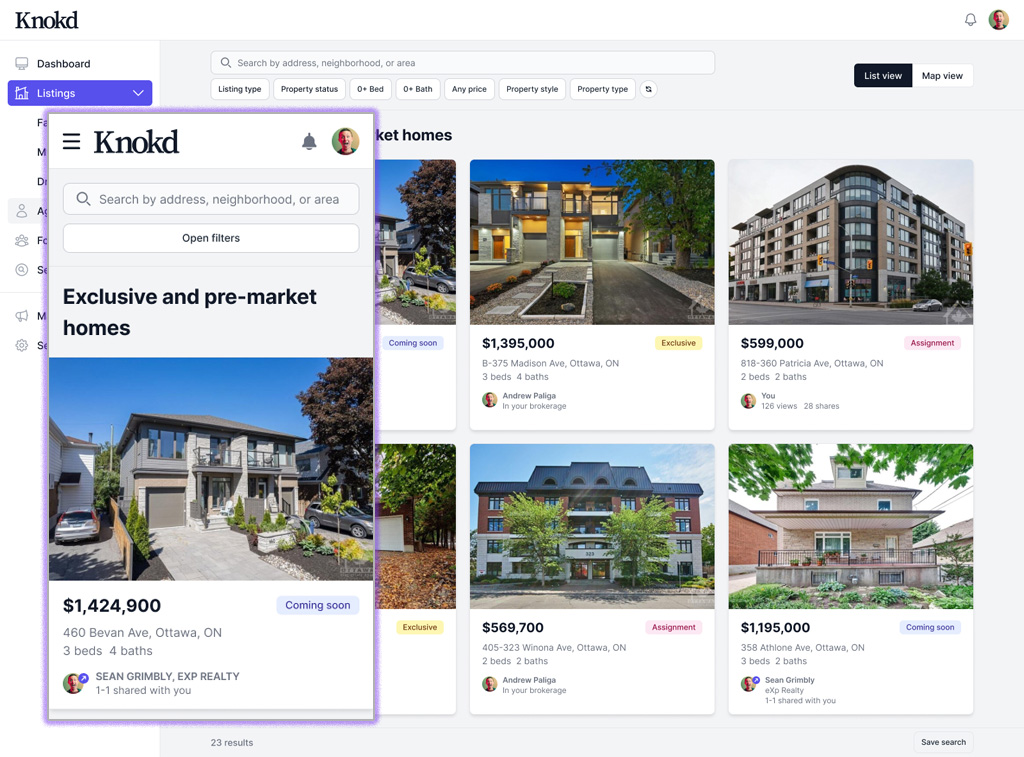 Knokd
Dashboard
Listings
Search by address, neighborhood, or area
Listing type
Property status
0+ Bed
0+ Bath
Any price
Property style
Property type
List view
Map view
Knokd
Search by address, neighborhood, or area
Open filters
Exclusive and pre-market
homes
$1,424,900
Coming soon
460 Bevan Ave, Ottawa, ON
3 beds 4 baths
SEAN GRIMBLY, EXP REALTY
1-1 shared with you
ket homes
Coming soon
$1,395,000
Exclusive
B-375 Madison Ave, Ottawa, ON
3 beds 4 baths
Andrew Paliga
In your brokerage
$599,000
Assignment
818-360 Patricia Ave, Ottawa, ON
2 beds 2 baths
You
126 views 28 shares
Exclusive
$569,700
Assignment
405-323 Winona Ave, Ottawa, ON
2 beds 2 baths
Andrew Paliga
In your brokerage
$1,195,000
Coming soon
358 Athlone Ave, Ottawa, ON
3 beds 2 baths
Sean Grimbly
eXp Realty
1-1 shared with you
23 results
Save search